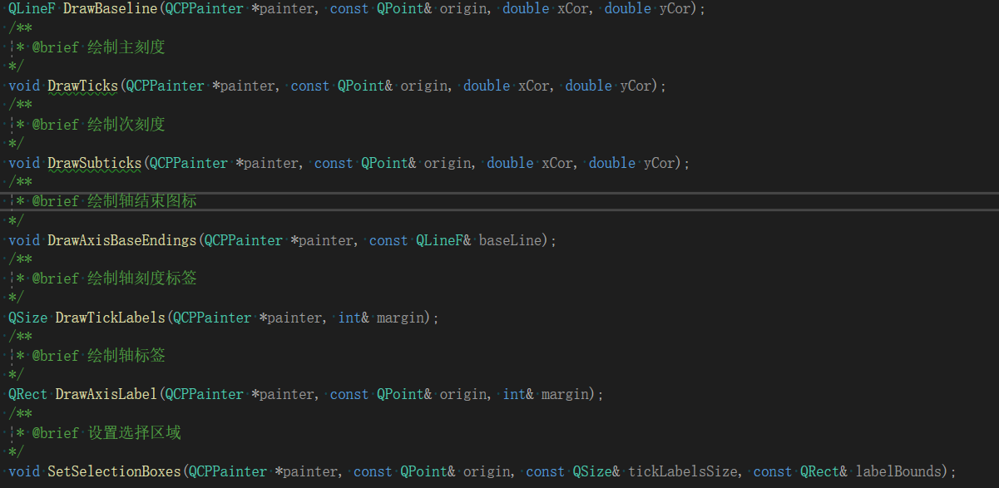 QLineF DrawBaseline(QCPPainter *painter, const QPoint& origin, double xCor, double yCor);
/**
* @brief 绘制主刻度
*/
void DrawTicks(QCPPainter *painter, const QPoint& origin, double xCor, double yCor);
/**
* @brief 绘制次刻度
*/
void DrawSubticks(QCPPainter *painter, const QPoint& origin, double xCor, double yCor);
/**
* @brief 绘制轴结束图标
*/
void DrawAxisBaseEndings(QCPPainter *painter, const QLineF& baseLine);
/**
* @brief 绘制轴刻度标签
*/
QSize DrawTickLabels(QCPPainter *painter, int& margin);
/**
* @brief 绘制轴标签
*/
QRect DrawAxisLabel(QCPPainter *painter, const QPoint& origin, int& margin);
/**
* @brief 设置选择区域
*/
void SetSelectionBoxes(QCPPainter *painter, const QPoint& origin, const QSize& tickLabelsSize, const QRect& labelBounds);